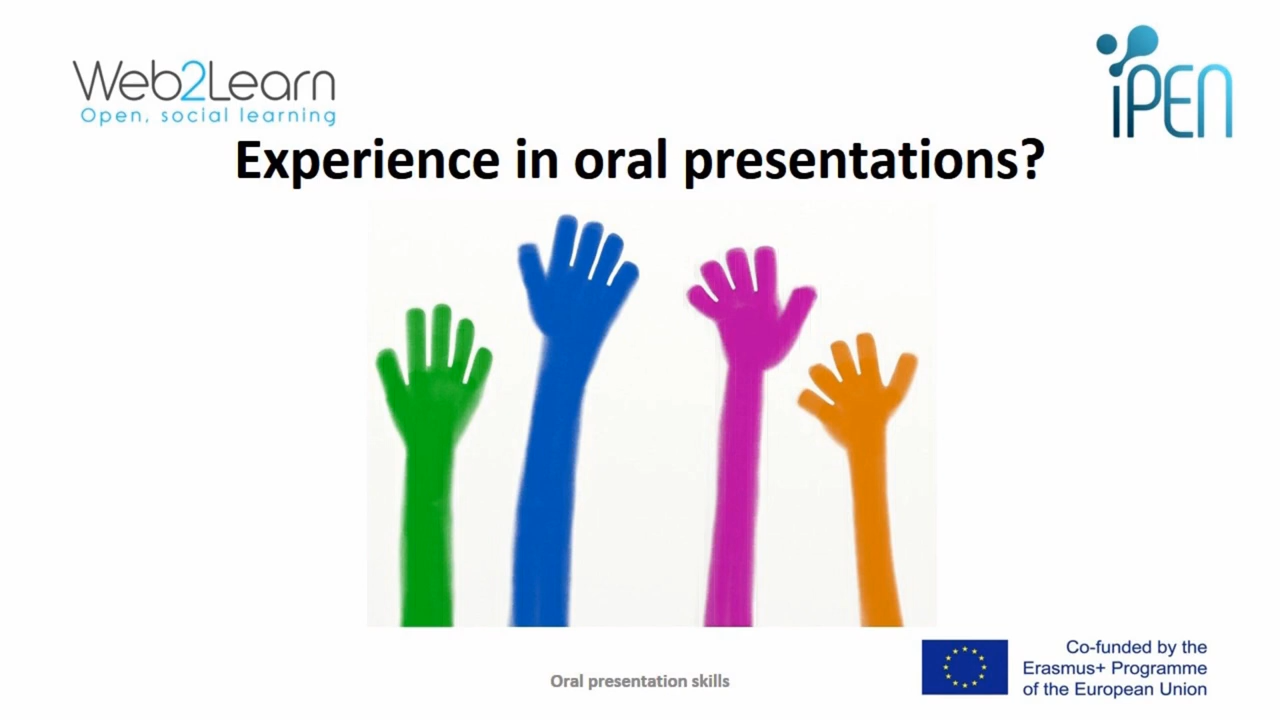 Web2Learn
Open, social learning
iPEN
Experience in oral presentations?
Oral presentation skills
Co-funded by the
Erasmus+ Programme
of the European Union